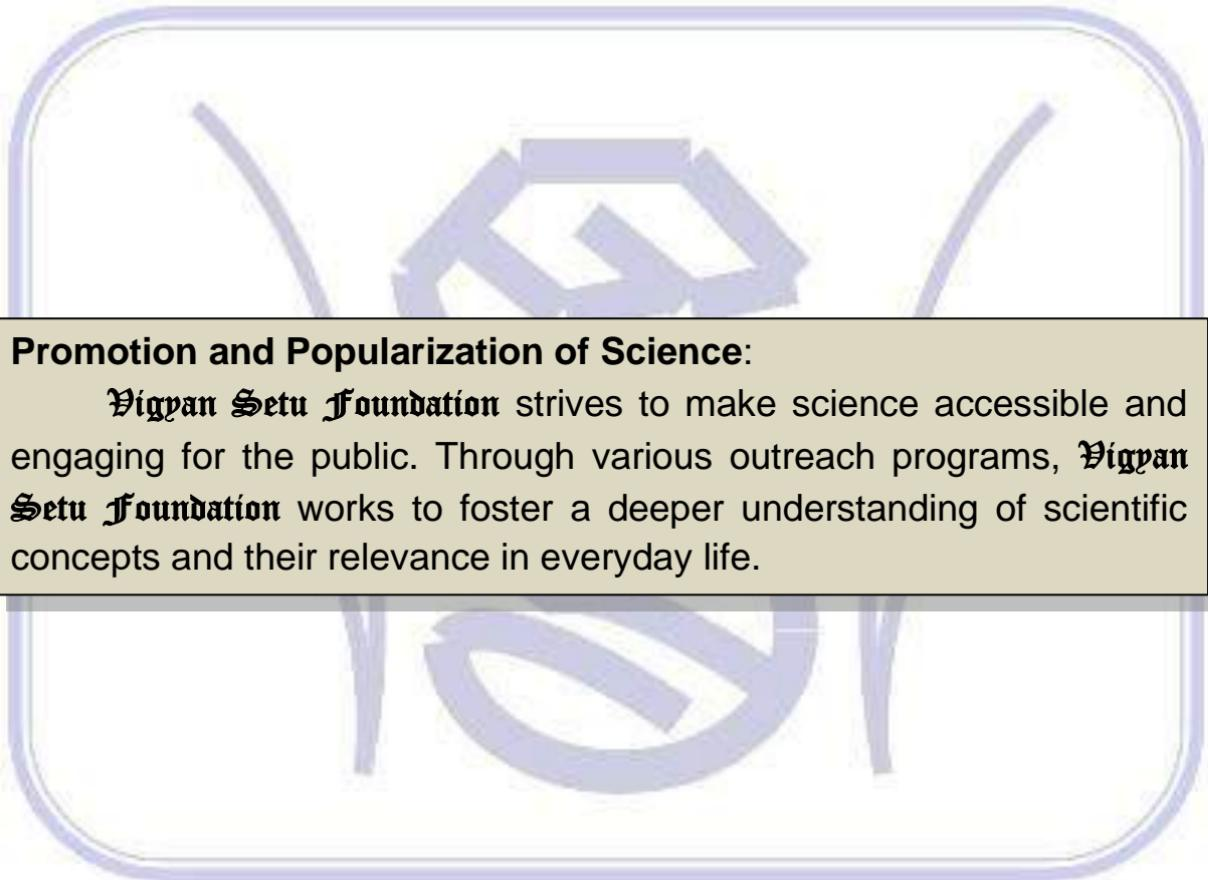 Promotion and Popularization of Science:
Vigyan Setu Foundation strives to make science accessible and
engaging for the public. Through various outreach programs, Vigyan
Setu Foundation works to foster a deeper understanding of scientific
concepts and their relevance in everyday life.